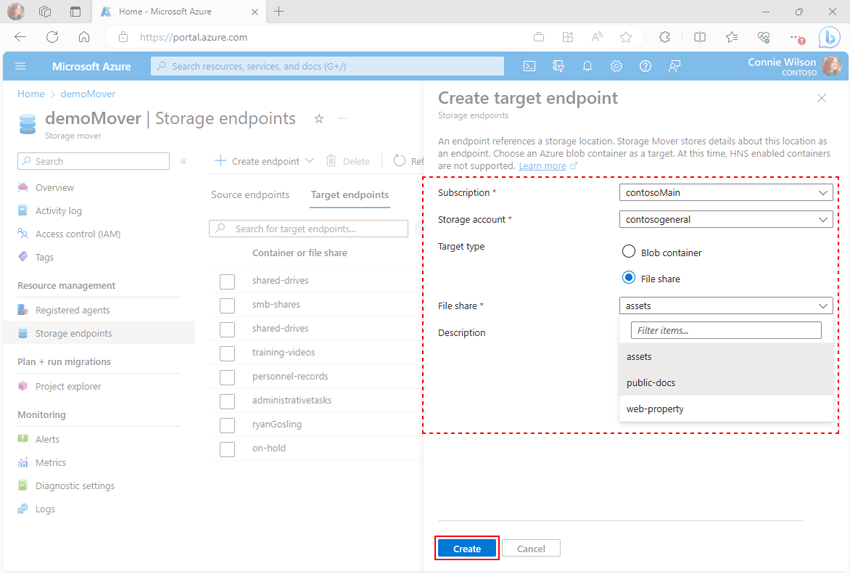 Home - Microsoft Azure
https://portal.azure.com
Microsoft Azure
Search resources, services, and docs (G+/)
Connie Wilson
CONTOSO
Home > demoMover
demoMover | Storage endpoints
Storage mover
Search
Overview
Activity log
Access control (IAM)
Tags
Resource management
Registered agents
Storage endpoints
Plan + run migrations
Project explorer
Monitoring
Alerts
Metrics
Diagnostic settings
Logs
Create endpoint
Delete
Ref
Source endpoints
Target endpoints
Search for target endpoints...
Container or file share
shared-drives
smb-shares
shared-drives
training-videos
personnel-records
administrativetasks
ryanGosling
on-hold
Create target endpoint
Storage endpoints
An endpoint references a storage location. Storage Mover stores details about this location as
an endpoint. Choose an Azure blob container as a target. At this time, HNS enabled containers
are not supported. Learn more
Subscription * contosoMain
Storage account * contosogeneral
Target type
Blob container
File share
File share * assets
Description
Filter items...
assets
public-docs
web-property
Create
Cancel